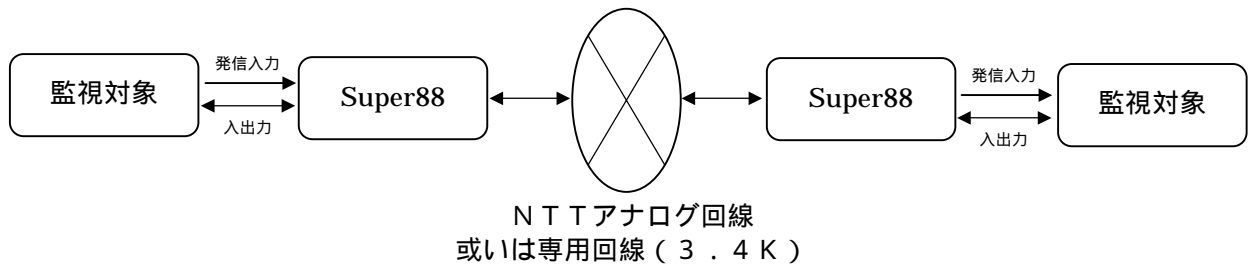 監視対象
発信入力
入出力
Super88
Super88
発信入力
入出力
監視対象
ＮＴＴアナログ回線
或いは専用回線（３．４Ｋ）